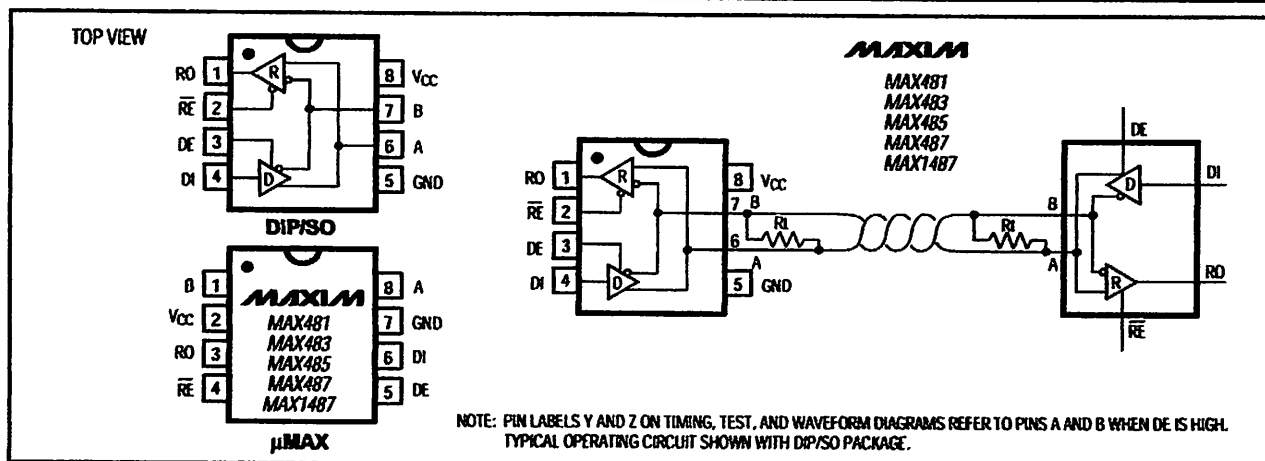 TOP VIEW
RO 1
R̅E̅ 2
DE 3
DI 4
8 VCC
7 B
6 A
5 GND
R
D
DIP/SO
B 1
VCC 2
RO 3
R̅E̅ 4
8 A
7 GND
6 DI
5 DE
MAXIM
MAX481
MAX483
MAX485
MAX487
MAX1487
µMAX
MAXIM
MAX481
MAX483
MAX485
MAX487
MAX1487
RO 1
R̅E̅ 2
DE 3
DI 4
R
D
8 VCC
7 B
6
A
5 GND
Rt
Rt
B
A
DE
D
DI
R
RO
R̅E̅
NOTE: PIN LABELS Y AND Z ON TIMING, TEST, AND WAVEFORM DIAGRAMS REFER TO PINS A AND B WHEN DE IS HIGH.
TYPICAL OPERATING CIRCUIT SHOWN WITH DIP/SO PACKAGE.